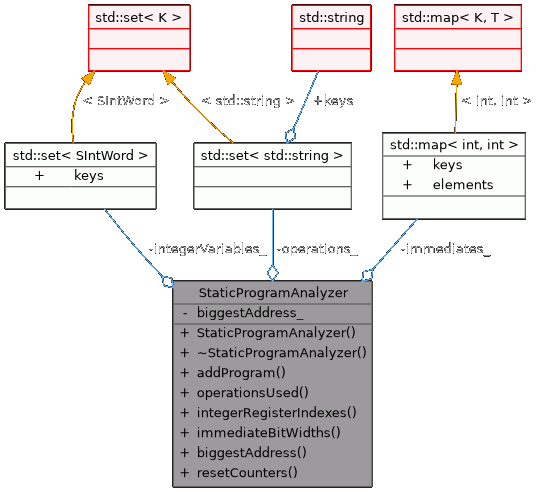 std::set< K >
std::string
std::map< K, T >
< SIntWord >
< std::string >
+keys
< int, int >
std::set< SIntWord >
+ keys
std::set< std::string >
std::map< int, int >
+ keys
+ elements
-integerVariables_
-operations_
-immediates_
StaticProgramAnalyzer
- biggestAddress_
+ StaticProgramAnalyzer()
+ ~StaticProgramAnalyzer()
+ addProgram()
+ operationsUsed()
+ integerRegisterIndexes()
+ immediateBitWidths()
+ biggestAddress()
+ resetCounters()